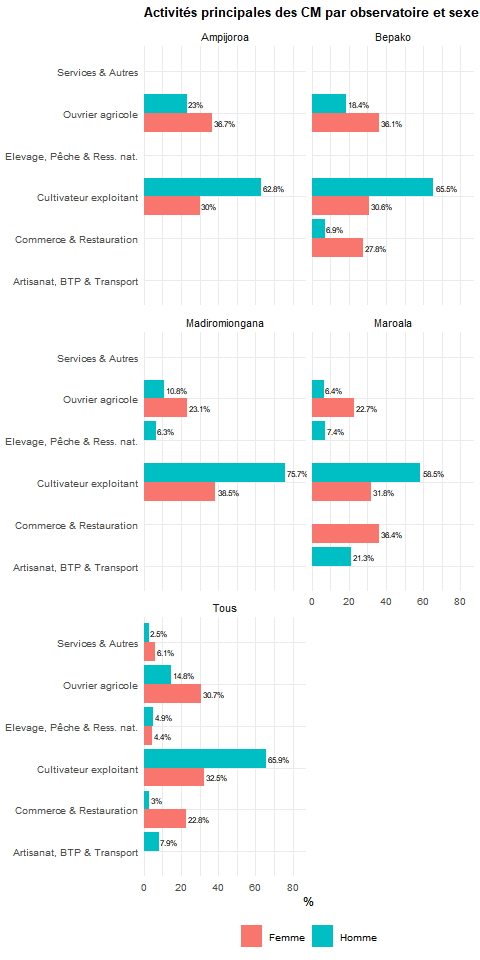 Activités principales des CM par observatoire et sexe
Ampijoroa
Bepako
Services & Autres
Ouvrier agricole
23%
36.7%
18.4%
36.1%
Elevage, Pêche & Ress. nat.
Cultivateur exploitant
62.8%
30%
65.5%
30.6%
Commerce & Restauration
6.9%
27.8%
Artisanat, BTP & Transport
Madiromiongana
Maroala
Services & Autres
Ouvrier agricole
10.8%
23.1%
6.4%
22.7%
Elevage, Pêche & Ress. nat.
6.3%
7.4%
Cultivateur exploitant
75.7%
38.5%
58.5%
31.8%
Commerce & Restauration
36.4%
Artisanat, BTP & Transport
21.3%
0 20 40 60 80
Tous
Services & Autres
2.5%
6.1%
Ouvrier agricole
14.8%
30.7%
Elevage, Pêche & Ress. nat.
4.9%
4.4%
Cultivateur exploitant
65.9%
32.5%
Commerce & Restauration
3%
22.8%
Artisanat, BTP & Transport
7.9%
0 20 40 60 80
%
Femme
Homme